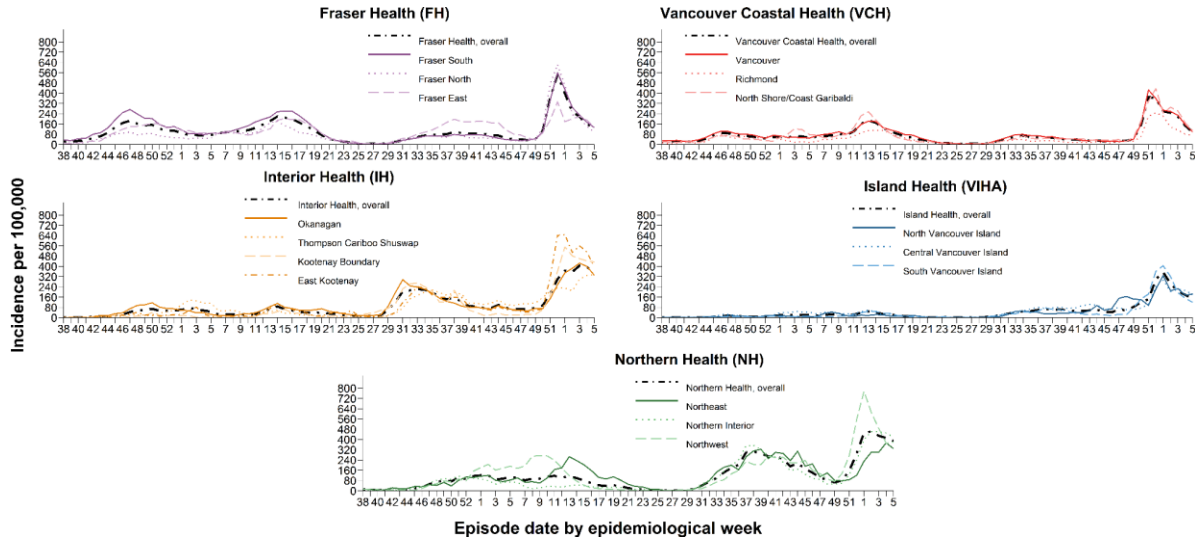 Fraser Health (FH)
800
720
640
560
480
400
320
240
160
80
0
Fraser Health, overall
Fraser South
Fraser North
Fraser East
38 40 42 44 46 48 50 52 1 3 5 7 9 11 13 15 17 19 21 23 25 27 29 31 33 35 37 39 41 43 45 47 49 51 1 3 5
Vancouver Coastal Health (VCH)
800
720
640
560
480
400
320
240
160
80
0
Vancouver Coastal Health, overall
Vancouver
Richmond
North Shore/Coast Garibaldi
38 40 42 44 46 48 50 52 1 3 5 7 9 11 13 15 17 19 21 23 25 27 29 31 33 35 37 39 41 43 45 47 49 51 1 3 5
Incidence per 100,000
Interior Health (IH)
800
720
640
560
480
400
320
240
160
80
0
Interior Health, overall
Okanagan
Thompson Cariboo Shuswap
Kootenay Boundary
East Kootenay
38 40 42 44 46 48 50 52 1 3 5 7 9 11 13 15 17 19 21 23 25 27 29 31 33 35 37 39 41 43 45 47 49 51 1 3 5
Island Health (VIHA)
800
720
640
560
480
400
320
240
160
80
0
Island Health, overall
North Vancouver Island
Central Vancouver Island
South Vancouver Island
38 40 42 44 46 48 50 52 1 3 5 7 9 11 13 15 17 19 21 23 25 27 29 31 33 35 37 39 41 43 45 47 49 51 1 3 5
Northern Health (NH)
800
720
640
560
480
400
320
240
160
80
0
Northern Health, overall
Northeast
Northern Interior
Northwest
38 40 42 44 46 48 50 52 1 3 5 7 9 11 13 15 17 19 21 23 25 27 29 31 33 35 37 39 41 43 45 47 49 51 1 3 5
Episode date by epidemiological week